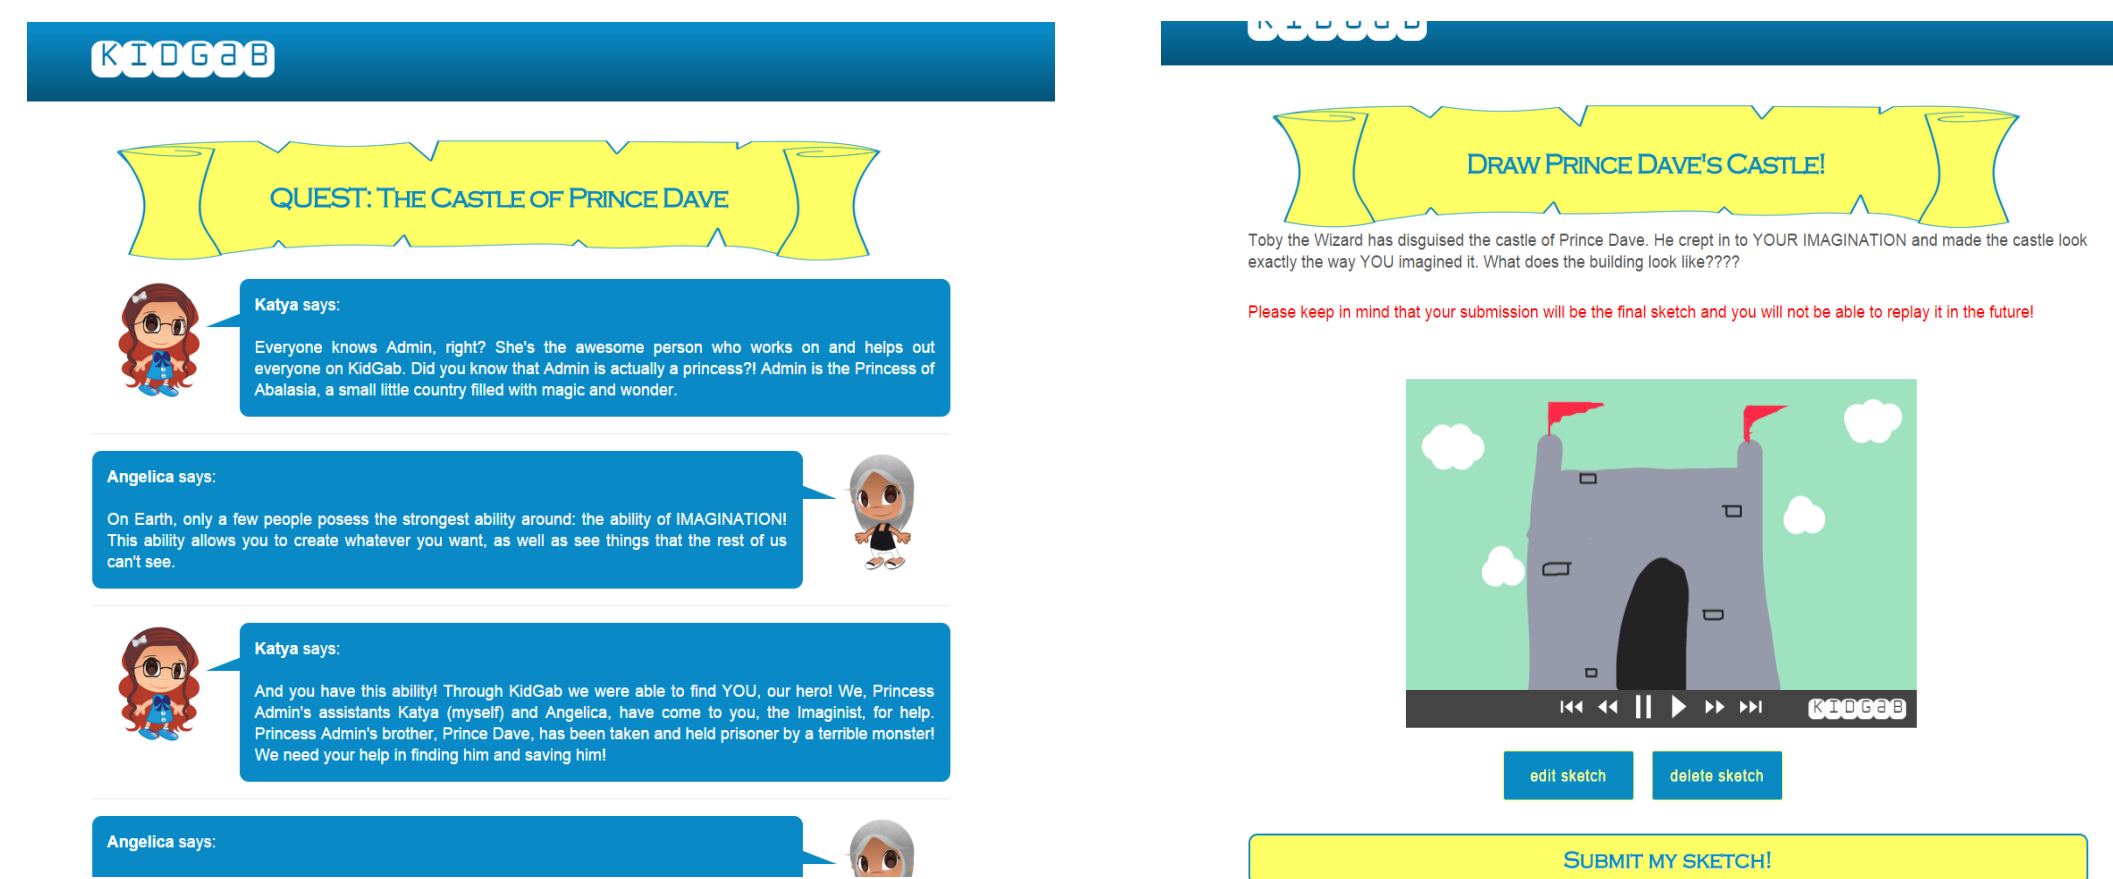 KIDGaB
QUEST: The Castle of Prince Dave
Katya says:
Everyone knows Admin, right? She's the awesome person who works on and helps out
everyone on KidGab. Did you know that Admin is actually a princess?! Admin is the Princess of
Abalasia, a small little country filled with magic and wonder.
Angelica says:
On Earth, only a few people posess the strongest ability around: the ability of IMAGINATION!
This ability allows you to create whatever you want, as well as see things that the rest of us
can't see.
Katya says:
And you have this ability! Through KidGab we were able to find YOU, our hero! We, Princess
Admin's assistants Katya (myself) and Angelica, have come to you, the Imaginist, for help.
Princess Admin's brother, Prince Dave, has been taken and held prisoner by a terrible monster!
We need your help in finding him and saving him!
Angelica says:
KIDGaB
Draw Prince Dave's Castle!
Toby the Wizard has disguised the castle of Prince Dave. He crept in to YOUR IMAGINATION and made the castle look
exactly the way YOU imagined it. What does the building look like????
Please keep in mind that your submission will be the final sketch and you will not be able to replay it in the future!
KIDGaB
edit sketch
delete sketch
Submit my sketch!